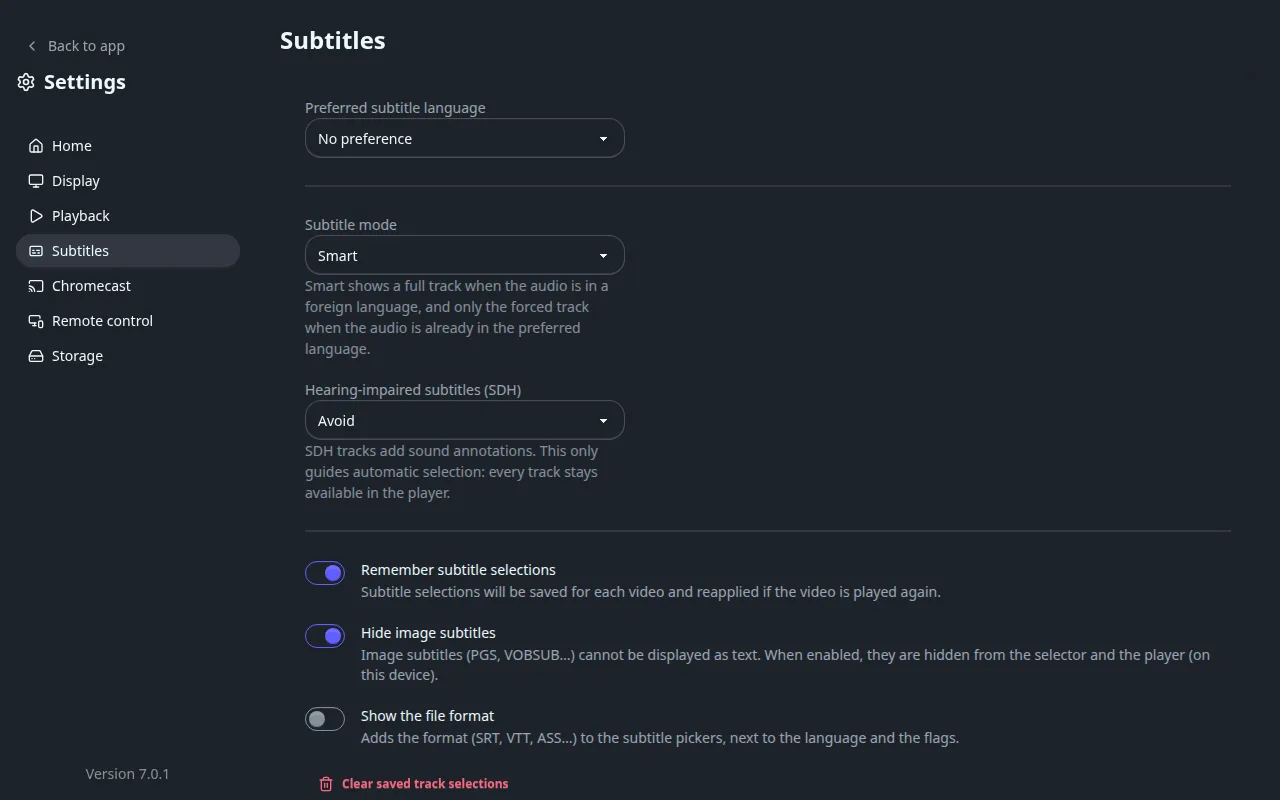 Back to app
Settings
Home
Display
Playback
Subtitles
Chromecast
Remote control
Storage
Version 7.0.1
Subtitles
Preferred subtitle language
No preference
Subtitle mode
Smart
Smart shows a full track when the audio is in a
foreign language, and only the forced track
when the audio is already in the preferred
language.
Hearing-impaired subtitles (SDH)
Avoid
SDH tracks add sound annotations. This only
guides automatic selection: every track stays
available in the player.
Remember subtitle selections
Subtitle selections will be saved for each video and reapplied if the video is played again.
Hide image subtitles
Image subtitles (PGS, VOBSUB…) cannot be displayed as text. When enabled, they are hidden from the selector and the player (on
this device).
Show the file format
Adds the format (SRT, VTT, ASS…) to the subtitle pickers, next to the language and the flags.
Clear saved track selections